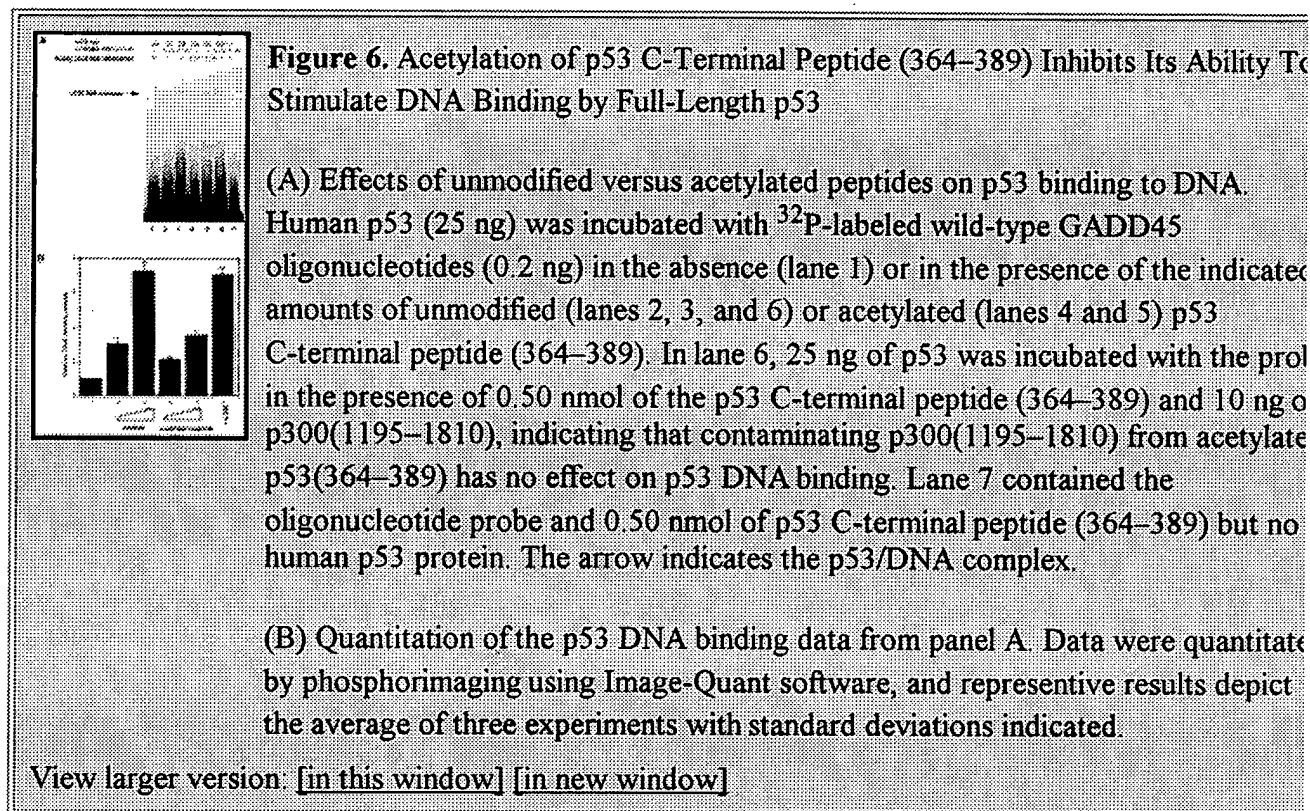 Figure 6. Acetylation of p53 C-Terminal Peptide (364–389) Inhibits Its Ability To
Stimulate DNA Binding by Full-Length p53
(A) Effects of unmodified versus acetylated peptides on p53 binding to DNA.
Human p53 (25 ng) was incubated with 32P-labeled wild-type GADD45
oligonucleotides (0.2 ng) in the absence (lane 1) or in the presence of the indicated
amounts of unmodified (lanes 2, 3, and 6) or acetylated (lanes 4 and 5) p53
C-terminal peptide (364–389). In lane 6, 25 ng of p53 was incubated with the
in the presence of 0.50 nmol of the p53 C-terminal peptide (364–389) and 10 ng
p300(1195–1810), indicating that contaminating p300(1195–1810) from acetylate
p53(364–389) has no effect on p53 DNA binding. Lane 7 contained the
oligonucleotide probe and 0.50 nmol of p53 C-terminal peptide (364–389) but no
human p53 protein. The arrow indicates the p53/DNA complex.
(B) Quantitation of the p53 DNA binding data from panel A. Data were quantitate
by phosphorimaging using Image-Quant software, and representive results depict
the average of three experiments with standard deviations indicated.
View larger version: [in this window] [in new window]